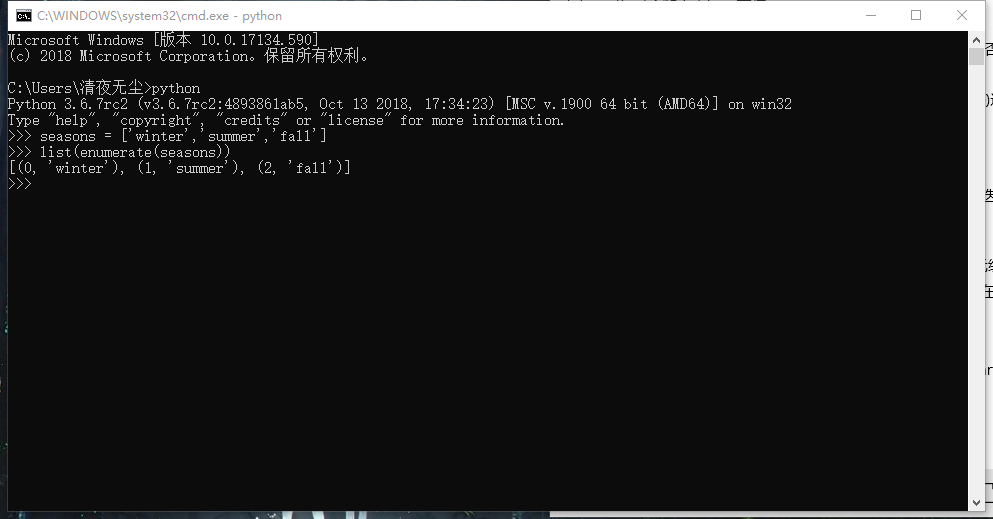 C:\WINDOWS\system32\cmd.exe - python
Microsoft Windows [版本 10.0.17134.590]
(c) 2018 Microsoft Corporation。保留所有权利。
C:\Users\清夜无尘>python
Python 3.6.7rc2 (v3.6.7rc2:4893861ab5, Oct 13 2018, 17:34:23) [MSC v.1900 64 bit (AMD64)] on win32
Type "help", "copyright", "credits" or "license" for more information.
>>> seasons = ['winter','summer','fall']
>>> list(enumerate(seasons))
[(0, 'winter'), (1, 'summer'), (2, 'fall')]
>>>